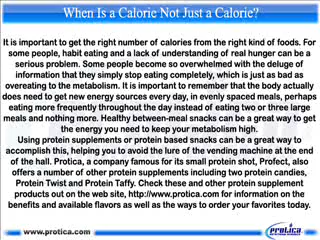 When Is a Calorie Not Just a Calorie?
It is important to get the right number of calories from the right kind of foods. For
some people, habit eating and a lack of understanding of real hunger can be a
serious problem. Some people become so overwhelmed with the deluge of
information that they simply stop eating completely, which is just as bad as
overeating to the metabolism. It is important to remember that the body actually
does need to get new energy sources every day, in evenly spaced meals, perhaps
eating more frequently throughout the day instead of eating two or three large
meals and nothing more. Healthy between-meal snacks can be a great way to get
the energy you need to keep your metabolism high.
Using protein supplements or protein based snacks can be a great way to
accomplish this, helping you to avoid the lure of the vending machine at the end
of the hall. Protica, a company famous for its small protein shot, Profect, also
offers a number of other protein supplements including two protein candies,
Protein Twist and Protein Taffy. Check these and other protein supplement
products out on the web site, http://www.protica.com for information on the
benefits and available flavors as well as the ways to order your favorites today.
www.protica.com
protica